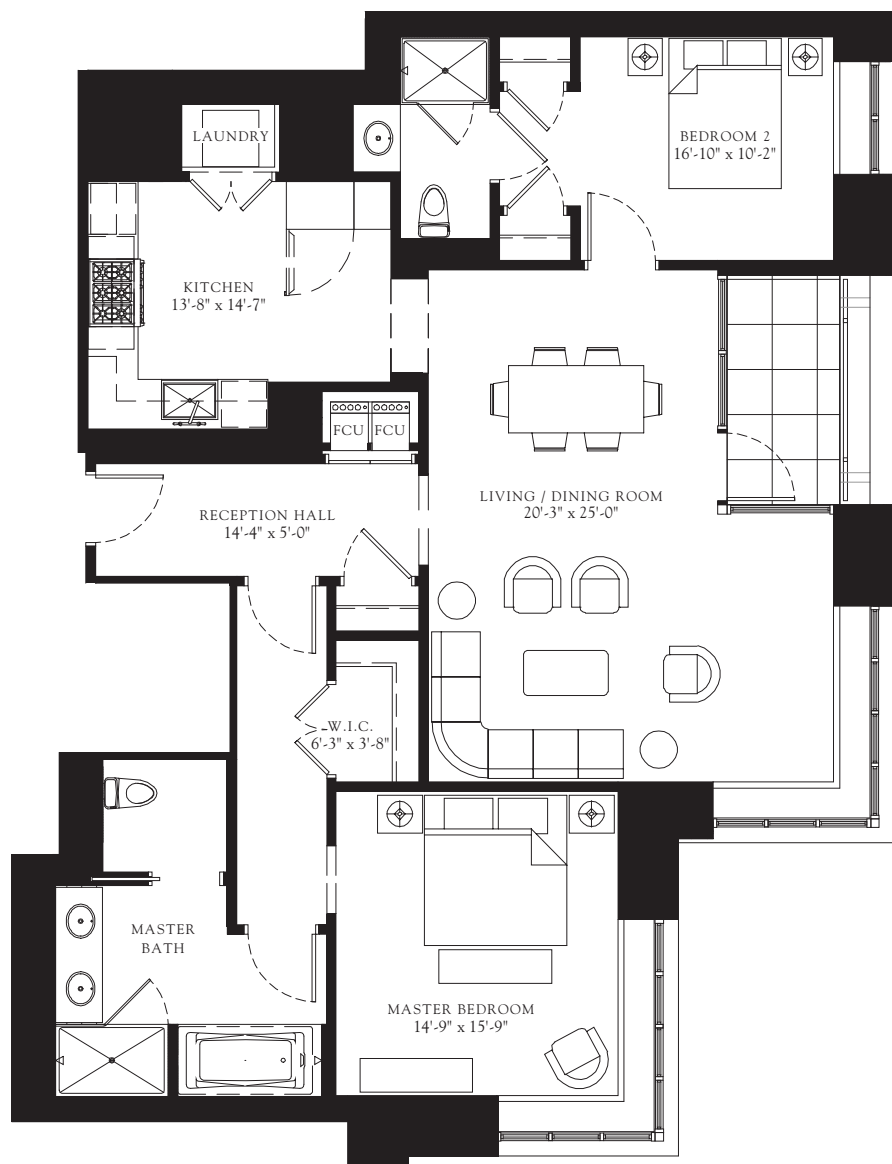 LAUNDRY
BEDROOM 2
16'-10" x 10'-2"
KITCHEN
13'-8" x 14'-7"
FCU
FCU
LIVING / DINING ROOM
20'-3" x 25'-0"
RECEPTION HALL
14'-4" x 5'-0"
W.I.C.
6'-3" x 3'-8"
MASTER
BATH
MASTER BEDROOM
14'-9" x 15'-9"